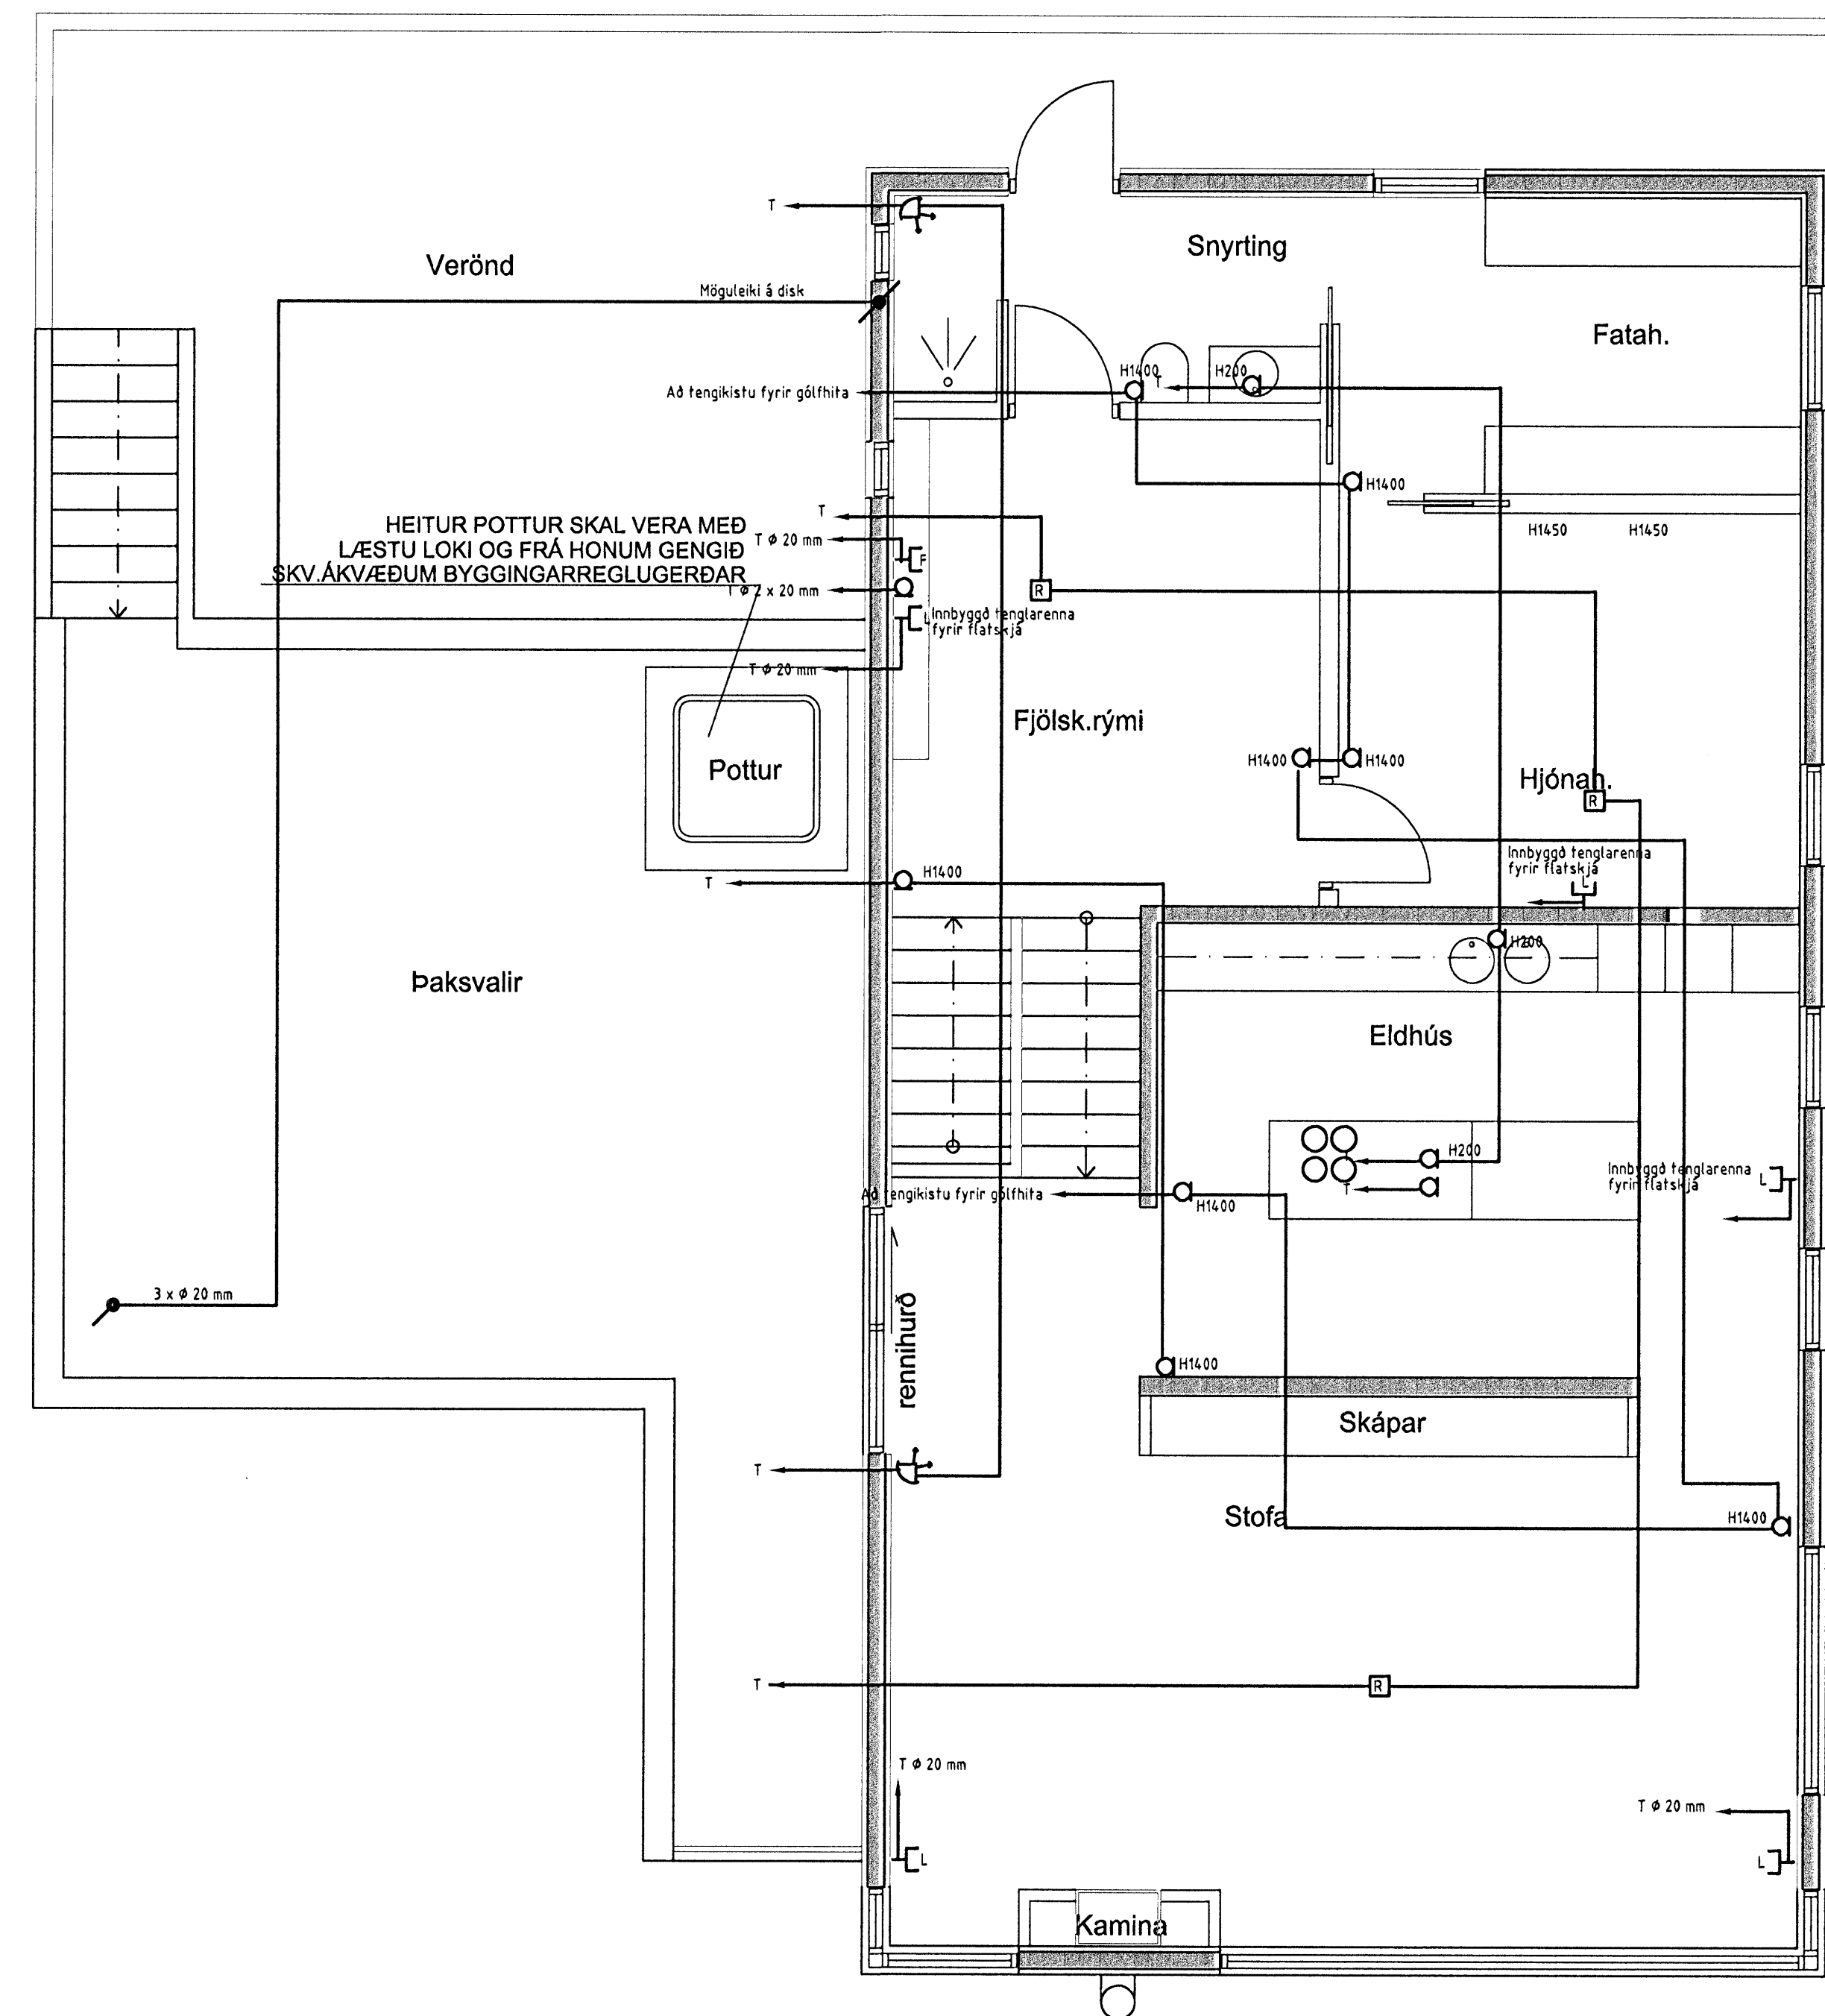 T
Snyrting
Verönd
Möguleiki á disk
Fatah.
H1400
T
H200
Að tengikistu fyrir gólfhita
H1400
T
HEITUR POTTUR SKAL VERA MEÐ
LÆSTU LOKI OG FRÁ HONUM GENGIÐ
SKV.ÁKVÆÐUM BYGGINGARREGLUGERÐAR
H1450
H1450
T ϕ 20 mm
F
T ϕ 2 x 20 mm
R
L
Innbyggð tenglarenna
fyrir flatskjá
T ϕ 20 mm
Fjölsk.rými
Pottur
H1400
H1400
Hjónah.
R
Innbyggð tenglarenna
fyrir flatskjá
L
T
H1400
H200
Þaksvalir
Eldhús
H200
T
T
Innbyggð tenglarenna
fyrir flatskjá
L
Að tengikistu fyrir gólfhita
H1400
3 x ϕ 20 mm
rennihurð
H1400
Skápar
T
Stofa
H1400
T
R
T ϕ 20 mm
T ϕ 20 mm
L
L
Kamina